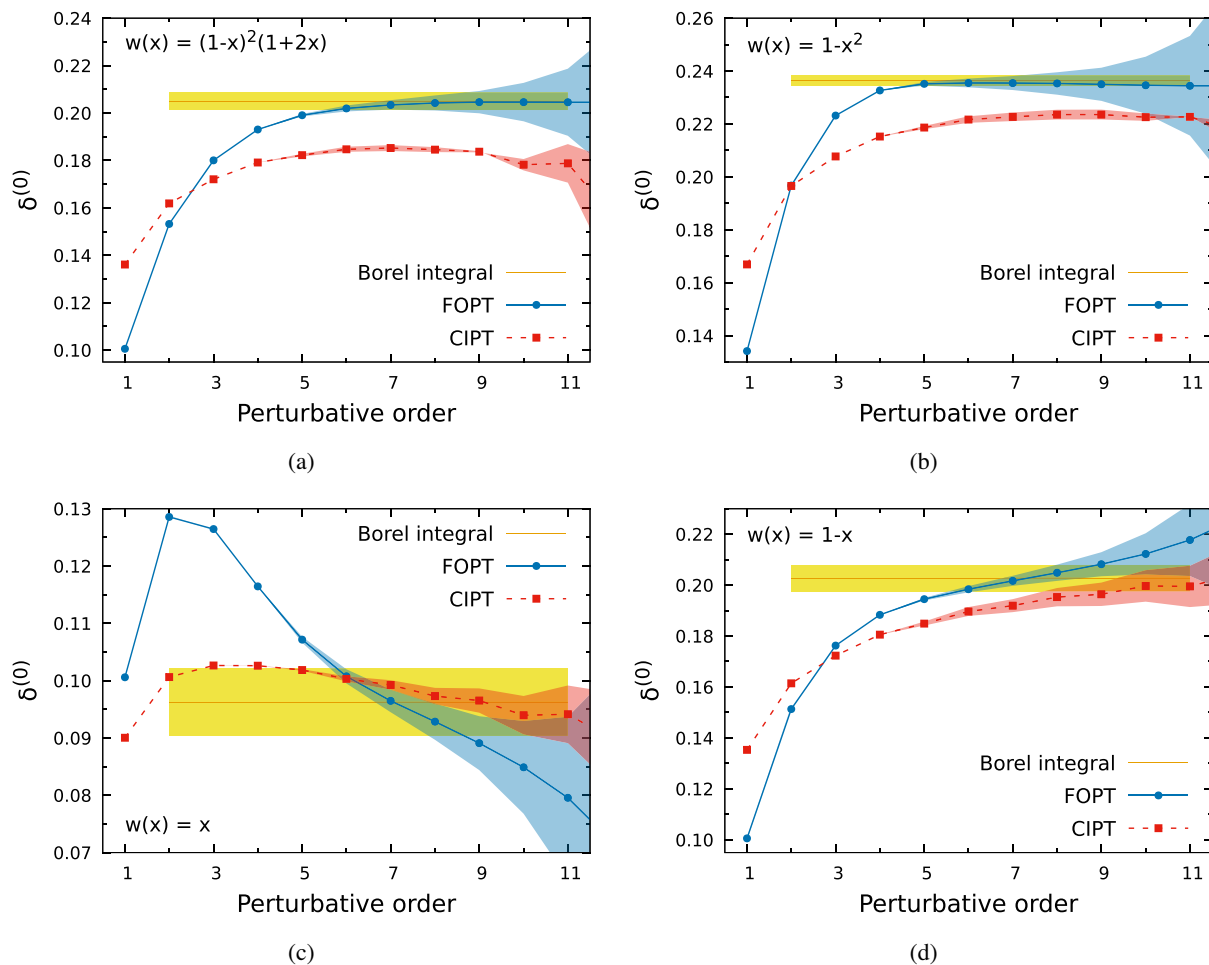 w(x) = (1-x)²(1+2x)
δ⁽⁰⁾
0.24
0.22
0.20
0.18
0.16
0.14
0.12
0.10
Borel integral
FOPT
CIPT
1 3 5 7 9 11
Perturbative order
(a)
w(x) = 1-x²
δ⁽⁰⁾
0.26
0.24
0.22
0.20
0.18
0.16
0.14
Borel integral
FOPT
CIPT
1 3 5 7 9 11
Perturbative order
(b)
δ⁽⁰⁾
0.13
0.12
0.11
0.10
0.09
0.08
0.07
Borel integral
FOPT
CIPT
w(x) = x
1 3 5 7 9 11
Perturbative order
(c)
w(x) = 1-x
δ⁽⁰⁾
0.22
0.20
0.18
0.16
0.14
0.12
0.10
Borel integral
FOPT
CIPT
1 3 5 7 9 11
Perturbative order
(d)